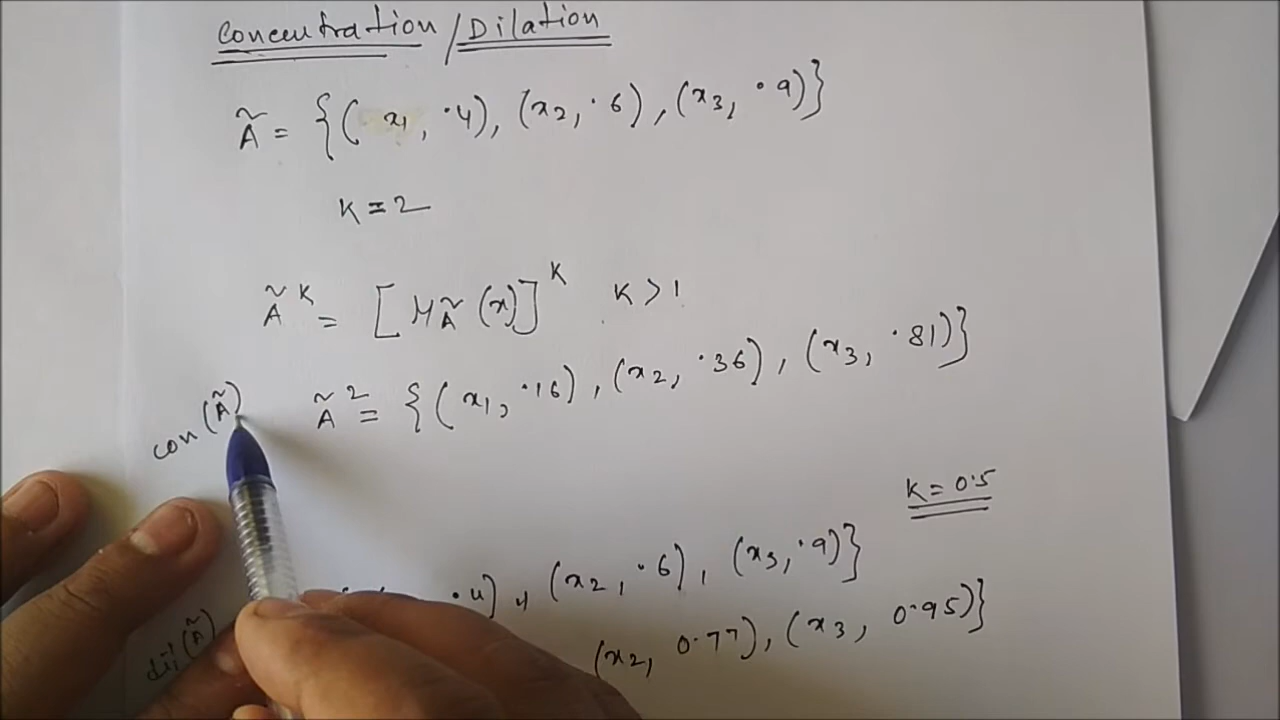 Concentration / Dilation
Ã = {( x₁, ·4), (x₂, ·6), (x₃, ·9)}
K = 2
Ã^K = [μ_Ã (x)]^K K > 1
con(Ã) Ã² = {(x₁, ·16), (x₂, ·36), (x₃, ·81)}
K = 0·5
·4), (x₂, ·6), (x₃, ·9)}
dil(Ã) (x₂, 0·77), (x₃, 0·95)}